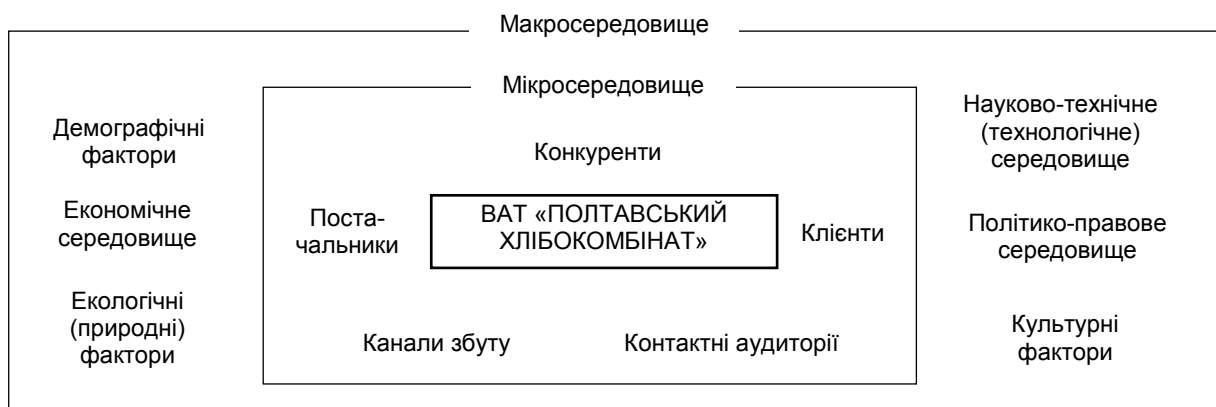 Макросередовище
Мікросередовище
Демографічні
фактори
Економічне
середовище
Екологічні
(природні)
фактори
Конкуренти
Поста-
чальники
ВАТ «ПОЛТАВСЬКИЙ
ХЛІБОКОМБІНАТ»
Клієнти
Канали збуту
Контактні аудиторії
Науково-технічне
(технологічне)
середовище
Політико-правове
середовище
Культурні
фактори